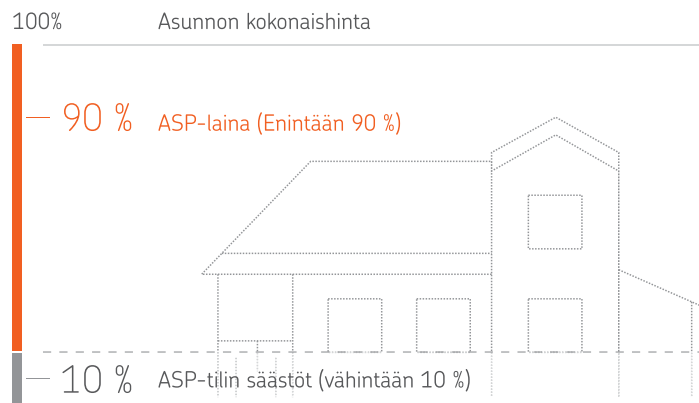 100% Asunnon kokonaishinta
90 % ASP-laina (Enintään 90 %)
10 % ASP-tilin säästöt (vähintään 10 %)